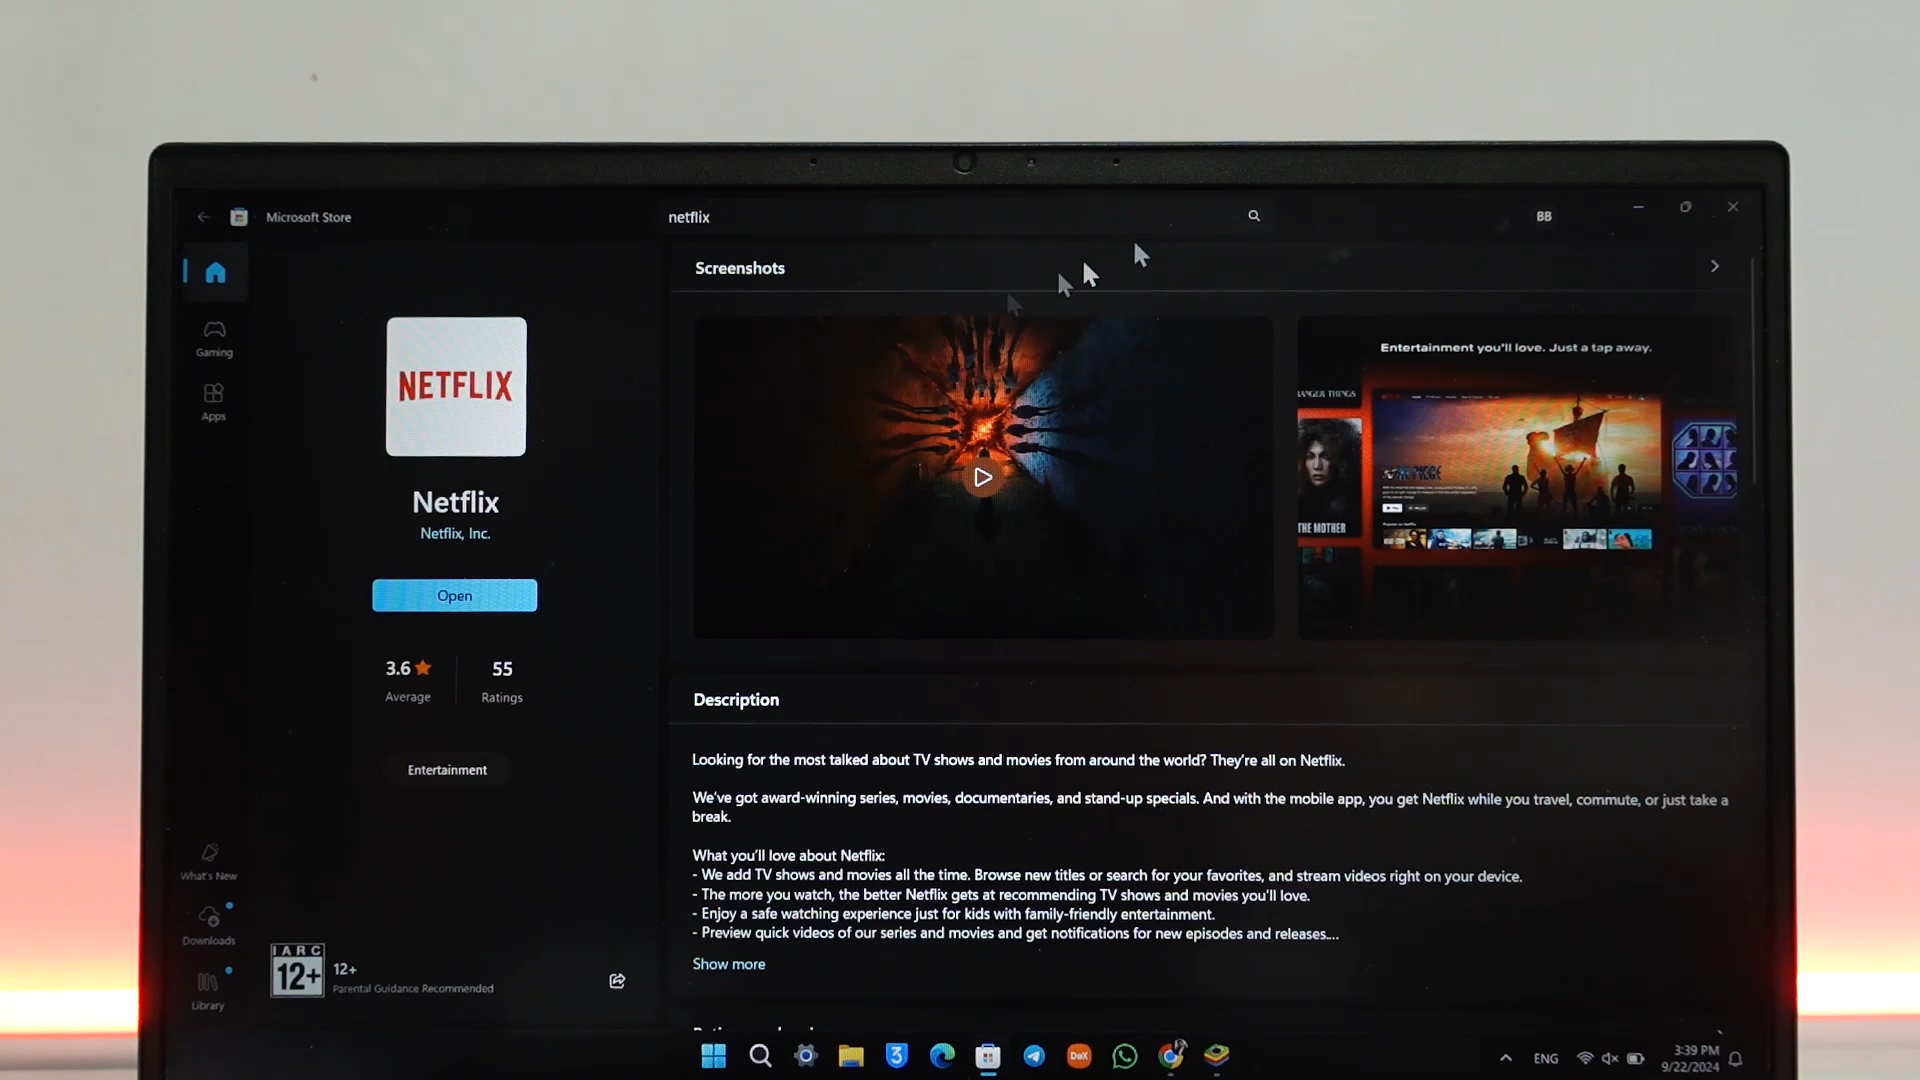 Microsoft Store
netflix
BB
Screenshots
Gaming
Apps
NETFLIX
Netflix
Netflix, Inc.
Open
3.6
Average
55
Ratings
Entertainment
Entertainment you'll love. Just a tap away.
THE MOTHER
Description
Looking for the most talked about TV shows and movies from around the world? They're all on Netflix.
We've got award-winning series, movies, documentaries, and stand-up specials. And with the mobile app, you get Netflix while you travel, commute, or just take a
break.
What you'll love about Netflix:
- We add TV shows and movies all the time. Browse new titles or search for your favorites, and stream videos right on your device.
- The more you watch, the better Netflix gets at recommending TV shows and movies you'll love.
- Enjoy a safe watching experience just for kids with family-friendly entertainment.
- Preview quick videos of our series and movies and get notifications for new episodes and releases....
Show more
What's New
Downloads
Library
IARC
12+
12+
Parental Guidance Recommended
3
DeX
ENG
3:39 PM
9/22/2024